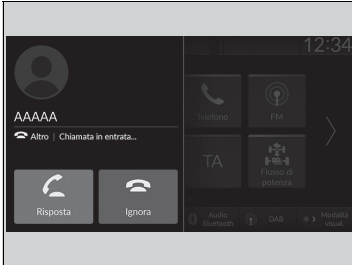 12:34
AAAAA
Altro | Chiamata in entrata...
Risposta
Ignora
Telefono
FM
TA
Flusso di
potenza
Audio
Bluetooth
DAB
Modalità
visual.